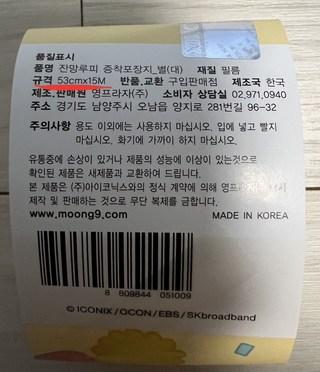 품질표시
품명 잔망루피 증착포장지_별(대) 재질 필름
규격 53cmx15M 반품,교환 구입판매점 제조국 한국
제조,판매원 영프라자(주) 소비자 상담실 02,971,0940
주소 경기도 남양주시 오남읍 양지로 281번길 96-32
주의사항 용도 이외에는 사용하지 마십시오. 입에 넣고 빨지
마십시오, 화기에 가까이 하지 마십시오.
유통중에 손상이 있거나 제품의 성능에 이상이 있는것으로
확인된 제품은 새제품과 교환하여 드립니다.
본 제품은 (주)아이코닉스와의 정식 계약에 의해
제작 및 판매하는 것으로 무단 복제를 금합니다.
www.moong9.com MADE IN KOREA
8 809844 051009
© ICONIX/OCON/EBS/SKbroadband